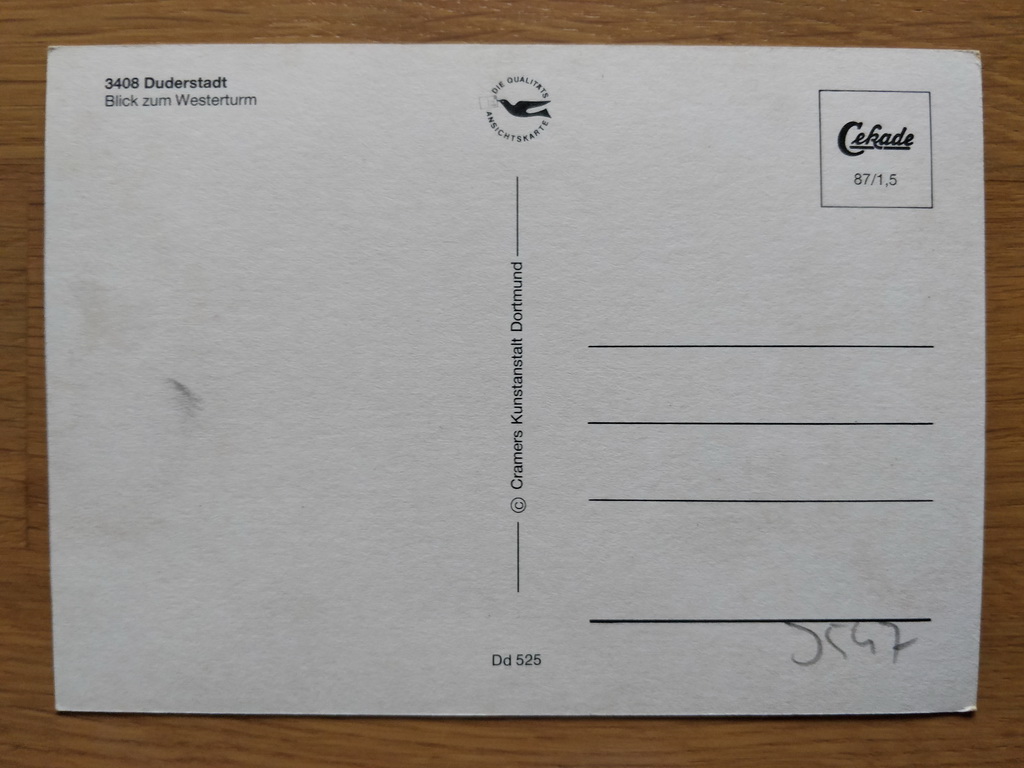 3408 Duderstadt
Blick zum Westerturm
DIE QUALITÄTS
ANSICHTSKARTE
Cekade
87/1,5
© Cramers Kunstanstalt Dortmund
Dd 525